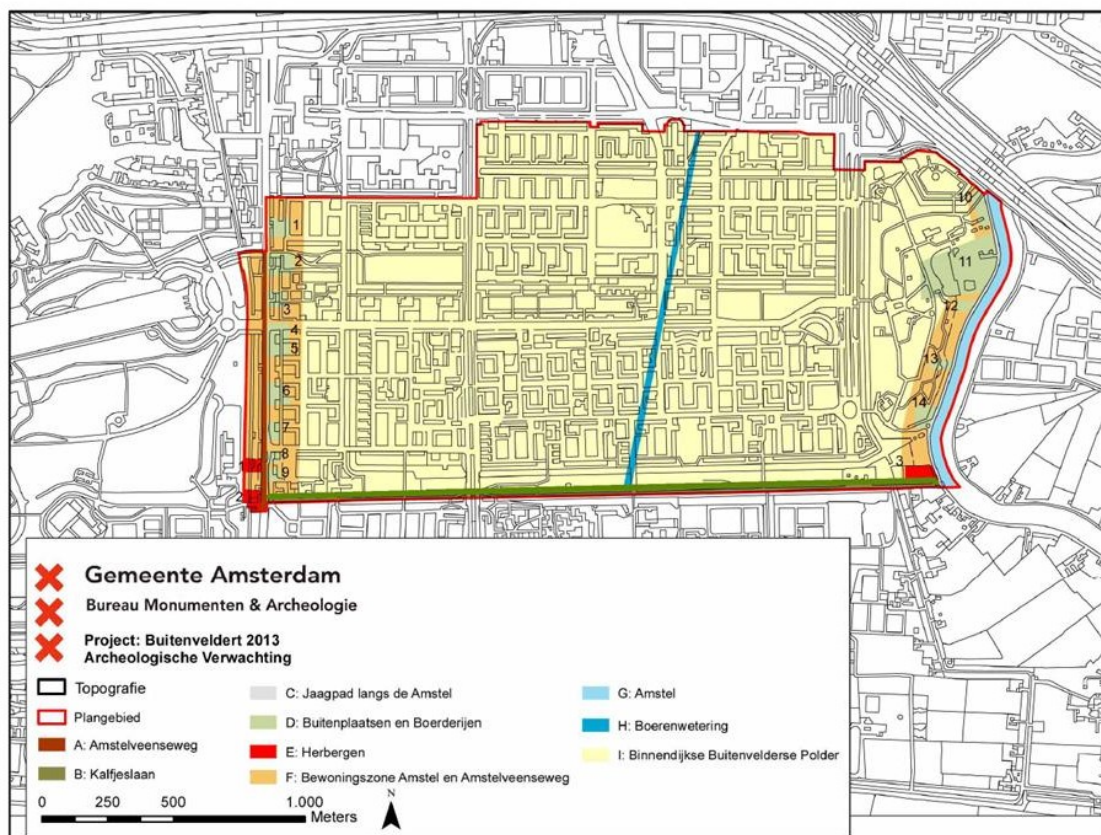 10
1
2
11
3
12
4
5
13
6
14
7
8
9
3
Gemeente Amsterdam
Bureau Monumenten & Archeologie
Project: Buitenveldert 2013
Archeologische Verwachting
Topografie
Plangebied
A: Amstelveenseweg
B: Kalfjeslaan
C: Jaagpad langs de Amstel
D: Buitenplaatsen en Boerderijen
E: Herbergen
F: Bewoningszone Amstel en Amstelveenseweg
G: Amstel
H: Boerenwetering
I: Binnendijkse Buitenvelderse Polder
0 250 500 1.000
Meters
N